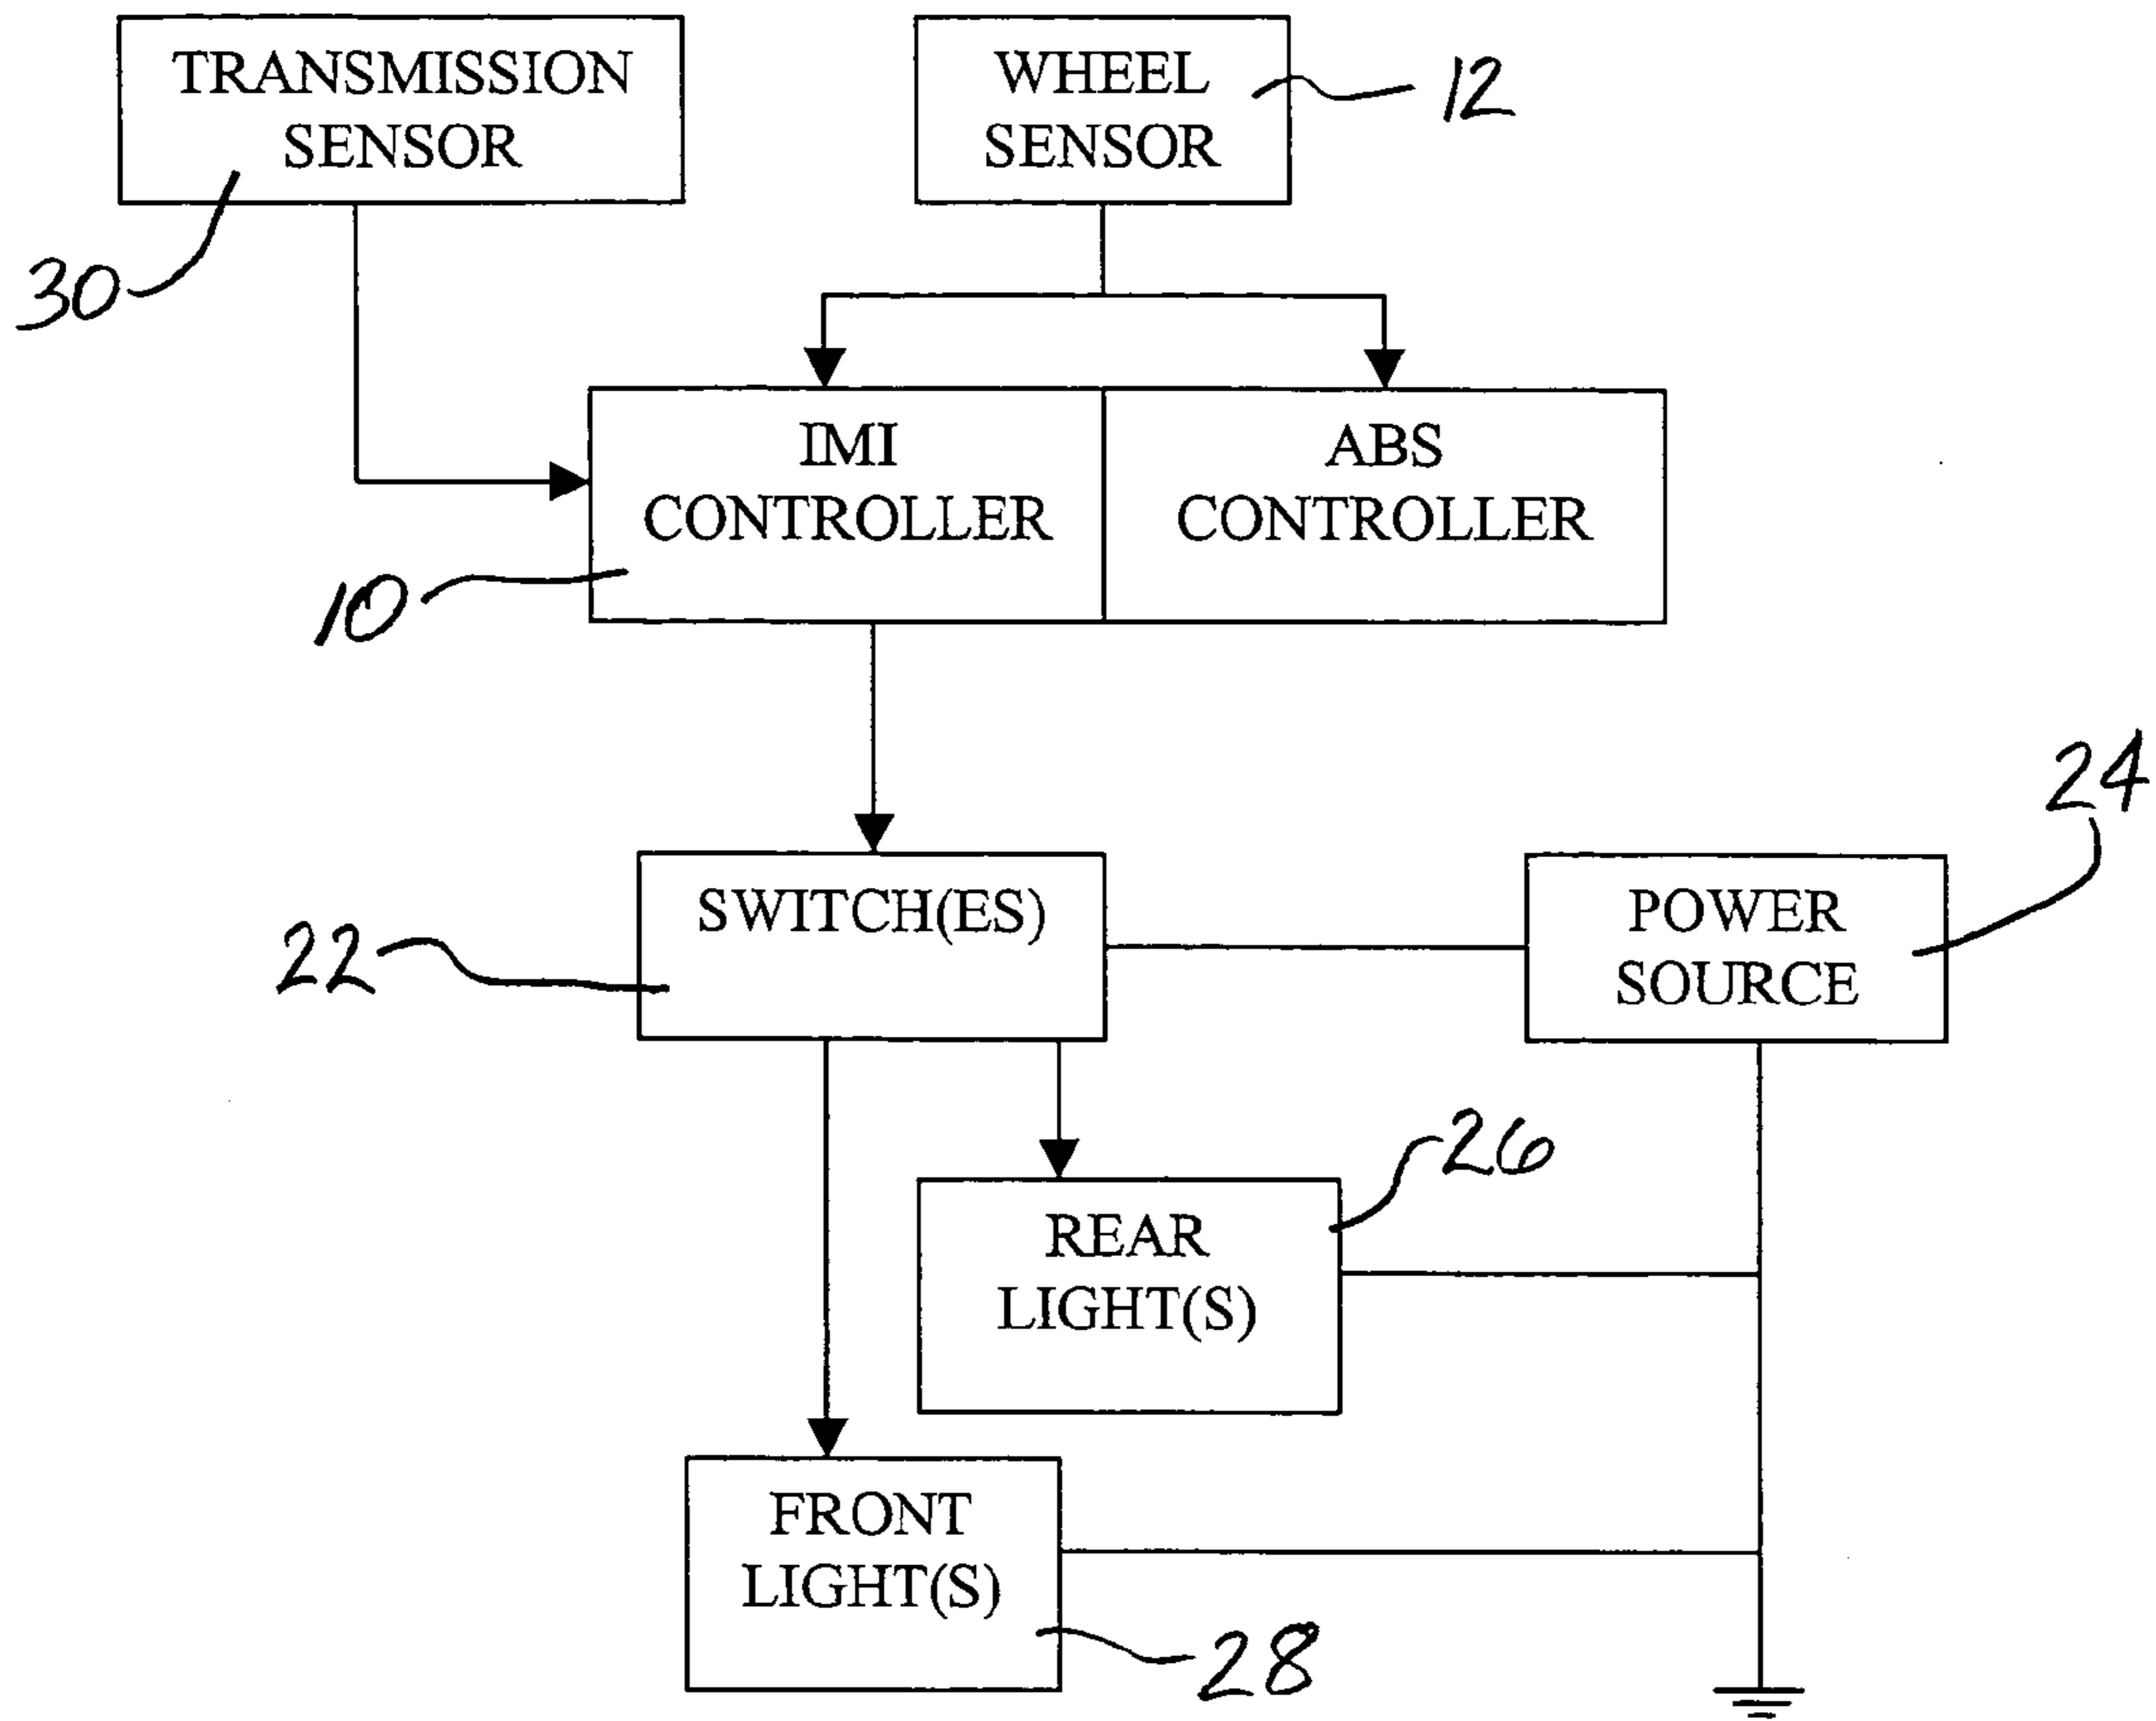 TRANSMISSION
SENSOR
WHEEL
SENSOR
12
30
IMI
CONTROLLER
ABS
CONTROLLER
10
24
SWITCH(ES)
22
POWER
SOURCE
26
REAR
LIGHT(S)
FRONT
LIGHT(S)
28